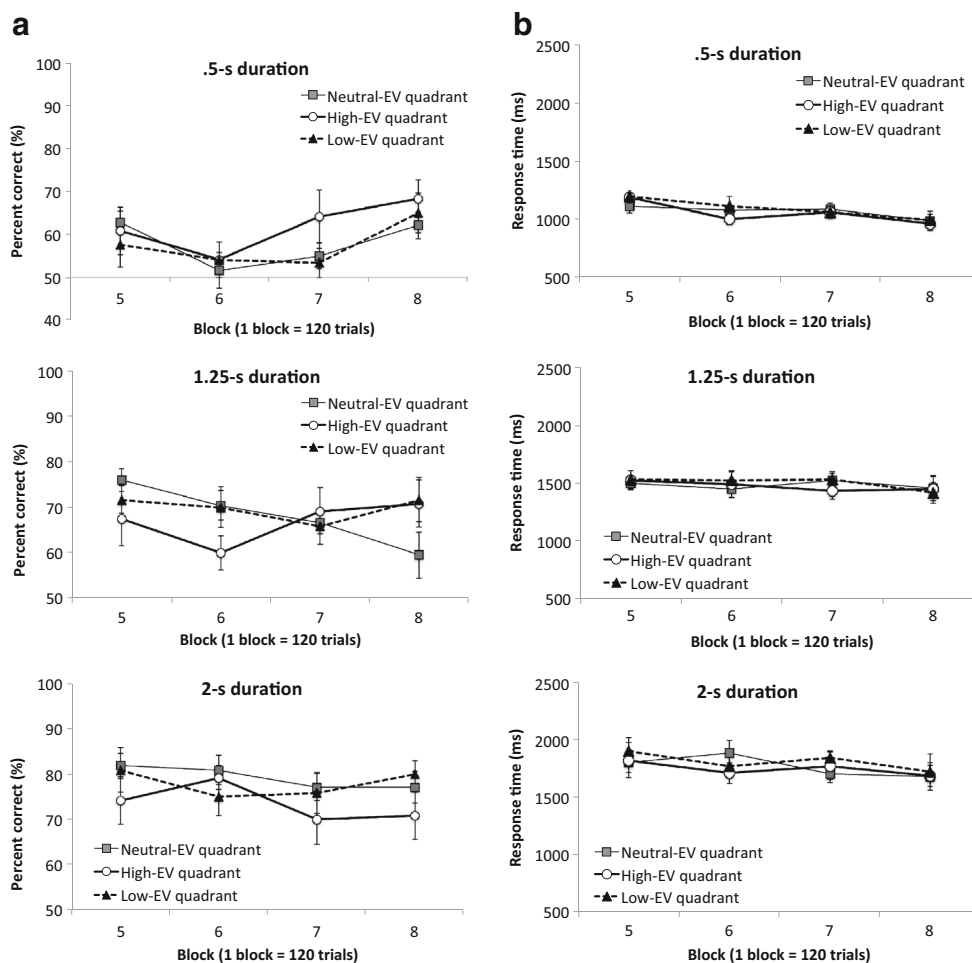 a
.5-s duration
Neutral-EV quadrant
High-EV quadrant
Low-EV quadrant
Percent correct (%)
100
90
80
70
60
50
40
5 6 7 8
Block (1 block = 120 trials)
1.25-s duration
Neutral-EV quadrant
High-EV quadrant
Low-EV quadrant
Percent correct (%)
100
90
80
70
60
50
5 6 7 8
Block (1 block = 120 trials)
2-s duration
Percent correct (%)
100
90
80
70
60
50
Neutral-EV quadrant
High-EV quadrant
Low-EV quadrant
5 6 7 8
Block (1 block = 120 trials)
b
.5-s duration
Neutral-EV quadrant
High-EV quadrant
Low-EV quadrant
Response time (ms)
2500
2000
1500
1000
500
5 6 7 8
Block (1 block = 120 trials)
1.25-s duration
Response time (ms)
2500
2000
1500
1000
500
Neutral-EV quadrant
High-EV quadrant
Low-EV quadrant
5 6 7 8
Block (1 block = 120 trials)
2-s duration
Response time (ms)
2500
2000
1500
1000
500
Neutral-EV quadrant
High-EV quadrant
Low-EV quadrant
5 6 7 8
Block (1 block = 120 trials)